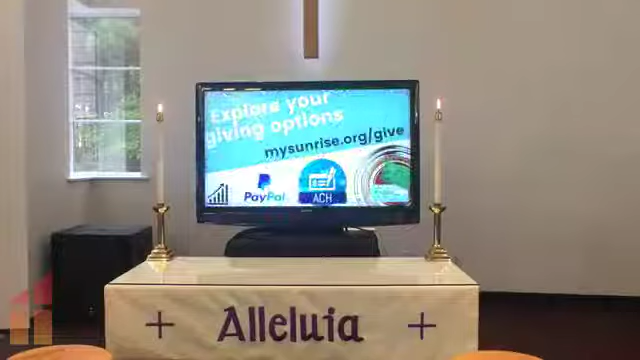 Explore your
giving options
mysunrise.org/give
PayPal
ACH
Alleluia